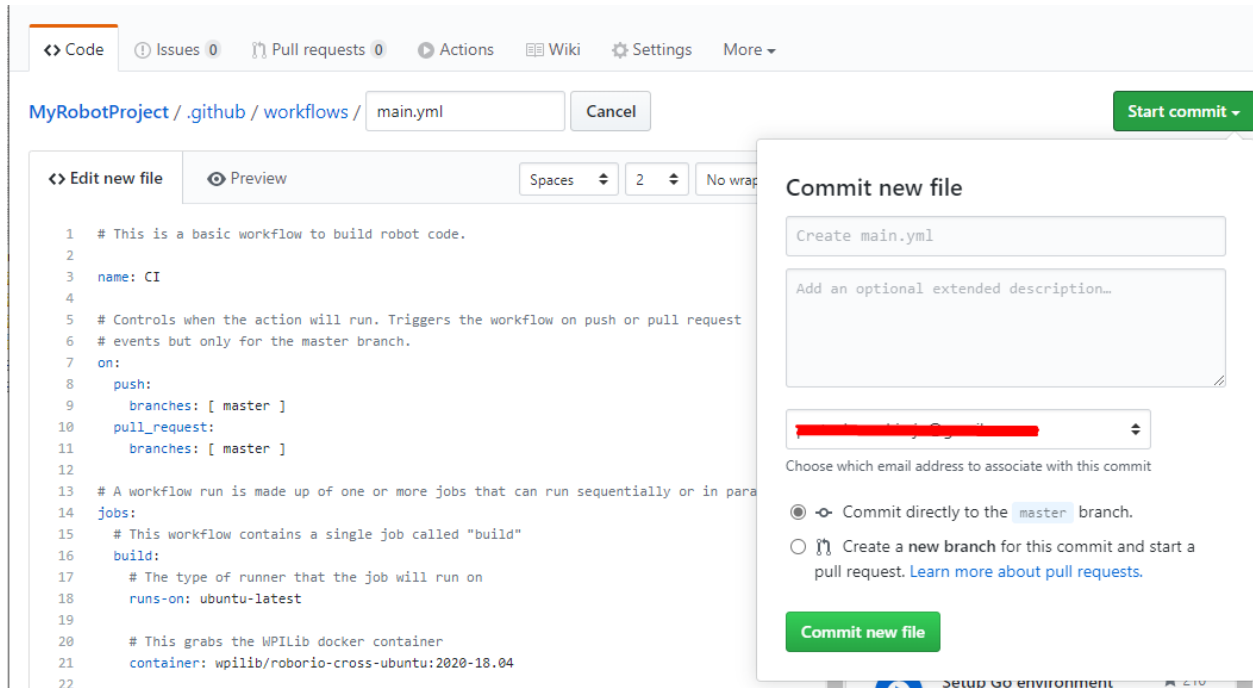 Code Issues 0 Pull requests 0 Actions Wiki Settings More
MyRobotProject / .github / workflows / main.yml Cancel Start commit
Edit new file Preview Spaces 2 No wrap
1 # This is a basic workflow to build robot code.
2
3 name: CI
4
5 # Controls when the action will run. Triggers the workflow on push or pull request
6 # events but only for the master branch.
7 on:
8 push:
9 branches: [ master ]
10 pull_request:
11 branches: [ master ]
12
13 # A workflow run is made up of one or more jobs that can run sequentially or in para
14 jobs:
15 # This workflow contains a single job called "build"
16 build:
17 # The type of runner that the job will run on
18 runs-on: ubuntu-latest
19
20 # This grabs the WPILib docker container
21 container: wpilib/roborio-cross-ubuntu:2020-18.04
22
Commit new file
Create main.yml
Add an optional extended description…
Choose which email address to associate with this commit
Commit directly to the master branch.
Create a new branch for this commit and start a
pull request. Learn more about pull requests.
Commit new file
Setup Go environment 210